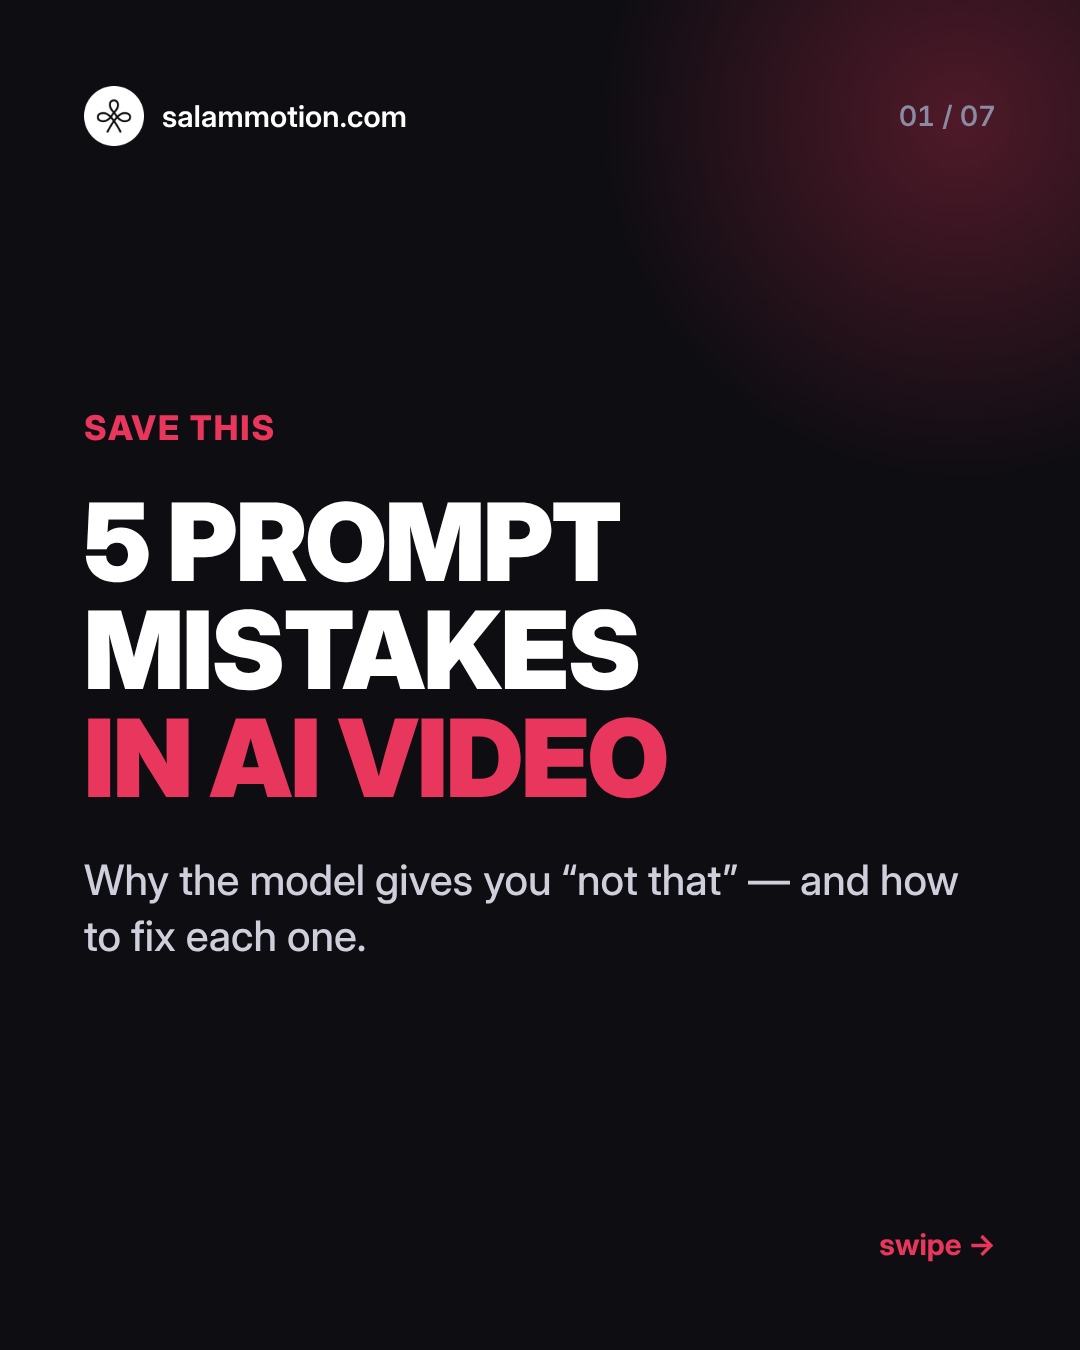 salammotion.com
01 / 07
SAVE THIS
5 PROMPT
MISTAKES
IN AI VIDEO
Why the model gives you “not that” — and how
to fix each one.
swipe →